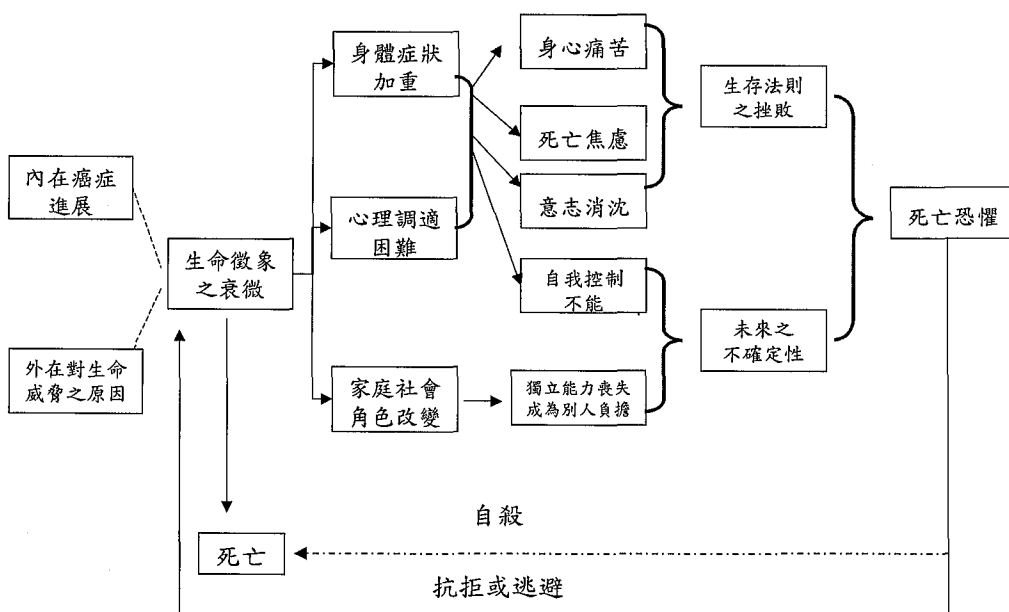 內在癌症
進展
外在對生命
威脅之原因
生命徵象
之衰微
死亡
身體症狀
加重
心理調適
困難
家庭社會
角色改變
身心痛苦
死亡焦慮
意志消沈
自我控制
不能
獨立能力喪失
成為別人負擔
生存法則
之挫敗
未來之
不確定性
死亡恐懼
自殺
抗拒或逃避